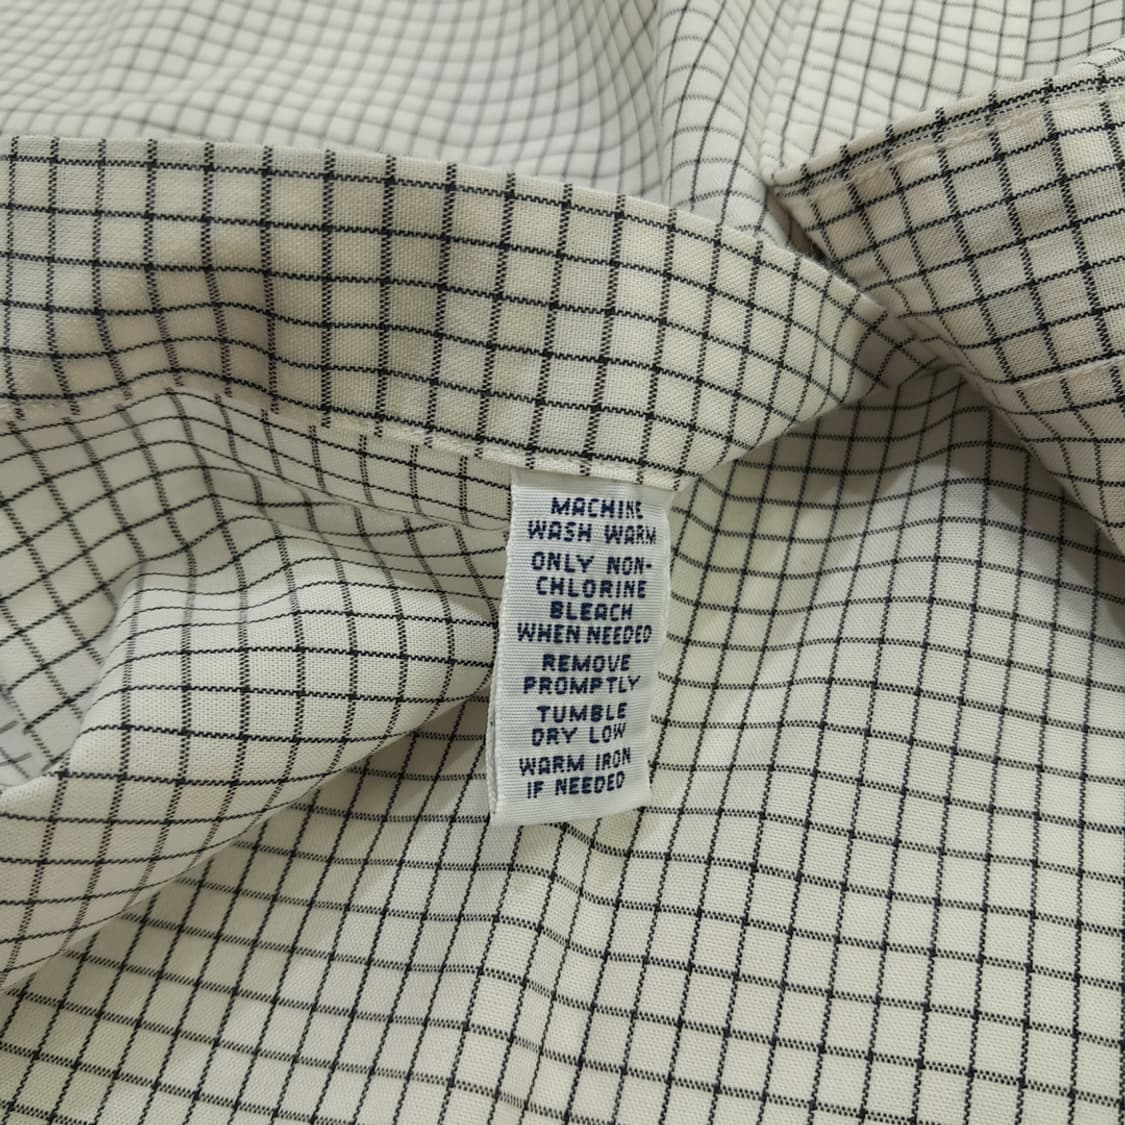 MACHINE
WASH WARM
ONLY NON-
CHLORINE
BLEACH
WHEN NEEDED
REMOVE
PROMPTLY
TUMBLE
DRY LOW
WARM IRON
IF NEEDED